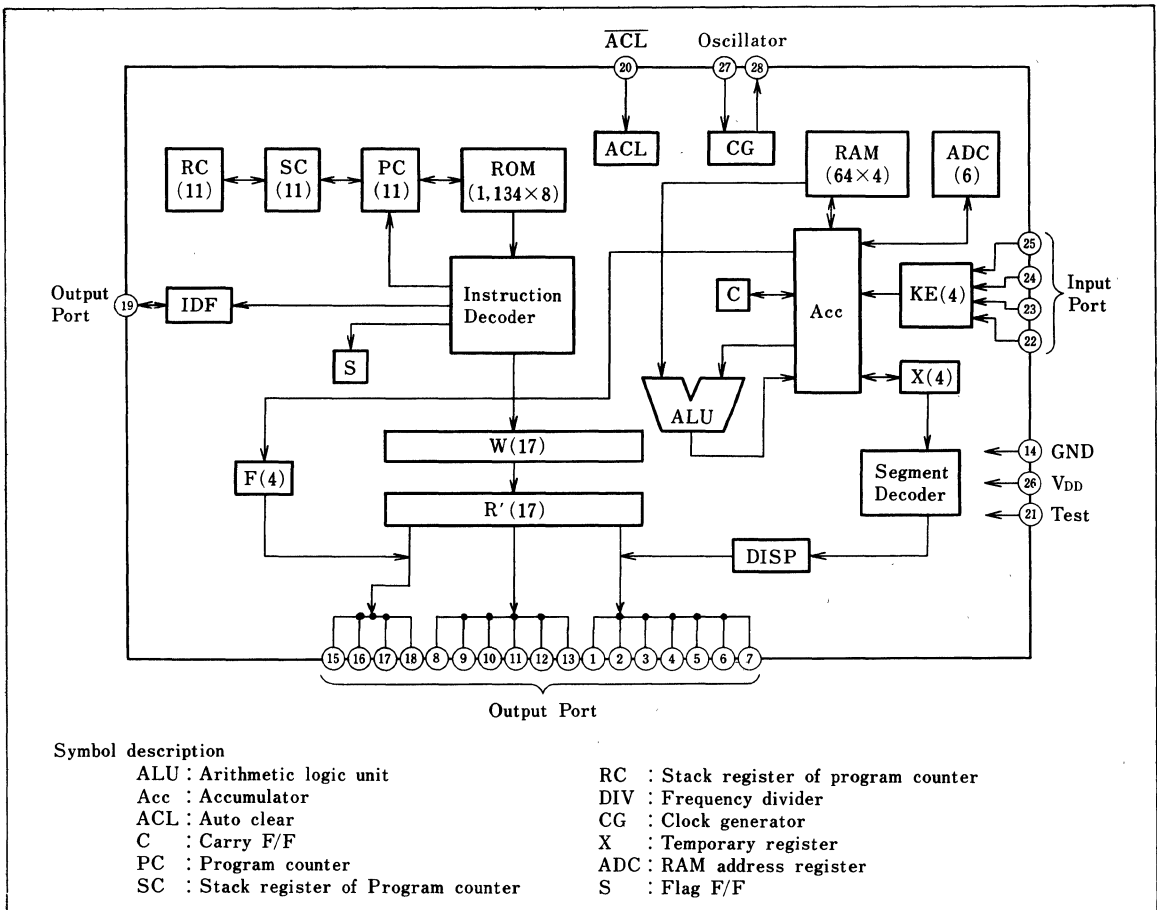 ACL Oscillator
20 27 28
ACL CG
RAM
(64×4)
ADC
(6)
RC
(11)
SC
(11)
PC
(11)
ROM
(1,134×8)
25
24
23
22
Input
Port
KE(4)
Output
Port
19
IDF
Instruction
Decoder
C
Acc
S
X(4)
ALU
W(17)
F(4)
R'(17)
Segment
Decoder
14 GND
26 VDD
21 Test
DISP
15 16 17 18 8 9 10 11 12 13 1 2 3 4 5 6 7
Output Port
Symbol description
ALU : Arithmetic logic unit
Acc : Accumulator
ACL : Auto clear
C : Carry F/F
PC : Program counter
SC : Stack register of Program counter
RC : Stack register of program counter
DIV : Frequency divider
CG : Clock generator
X : Temporary register
ADC : RAM address register
S : Flag F/F